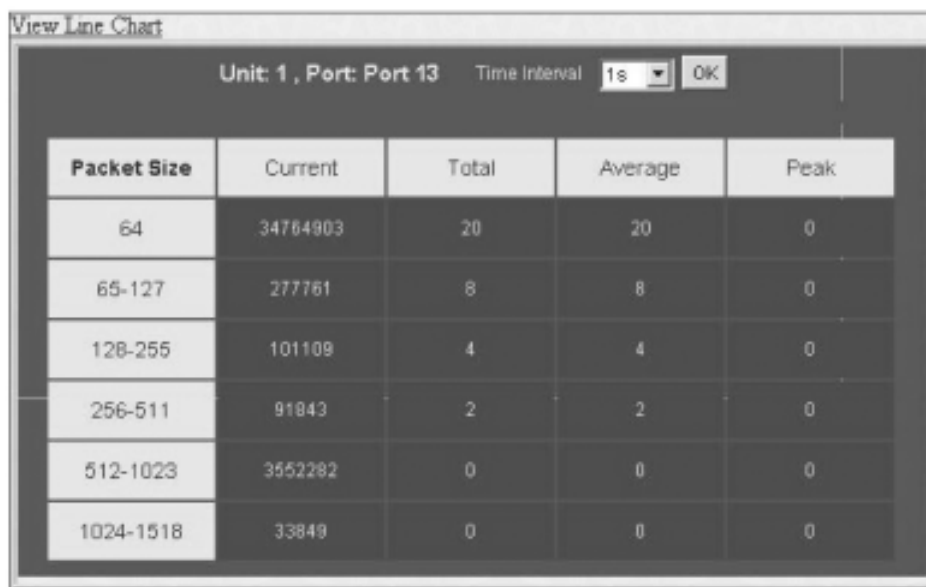 View Line Chart
Unit: 1 , Port: Port 13 Time Interval 1s OK
Packet Size Current Total Average Peak
64 34764903 20 20 0
65-127 277761 8 8 0
128-255 101109 4 4 0
256-511 91843 2 2 0
512-1023 3552282 0 0 0
1024-1518 33849 0 0 0